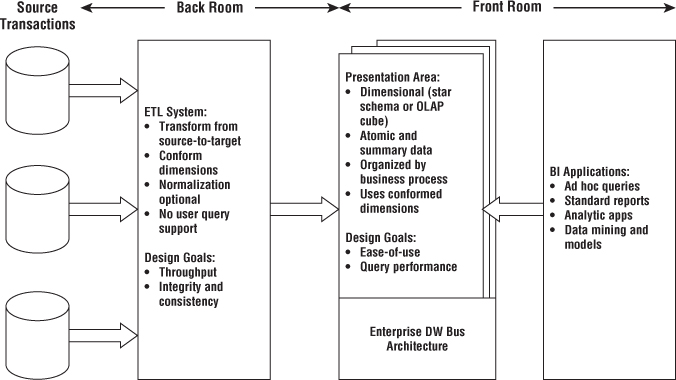 Source
Transactions
Back Room
Front Room
ETL System:
• Transform from
source-to-target
• Conform
dimensions
• Normalization
optional
• No user query
support
Design Goals:
• Throughput
• Integrity and
consistency
Presentation Area:
• Dimensional (star
schema or OLAP
cube)
• Atomic and
summary data
• Organized by
business process
• Uses conformed
dimensions
Design Goals:
• Ease-of-use
• Query performance
Enterprise DW Bus
Architecture
BI Applications:
• Ad hoc queries
• Standard reports
• Analytic apps
• Data mining and
models